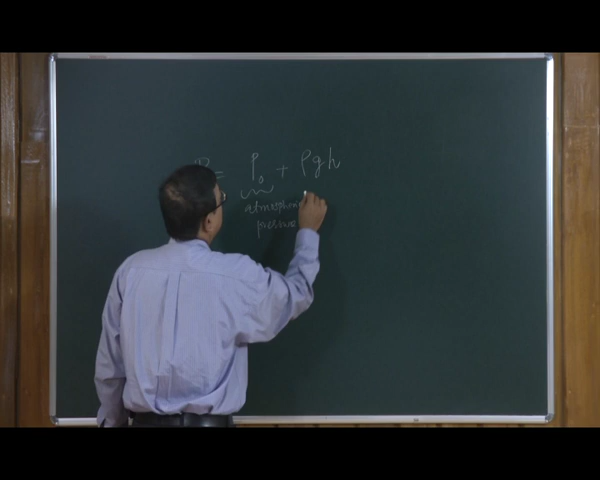 P = P₀ + ρgh
atmospheric
pressure